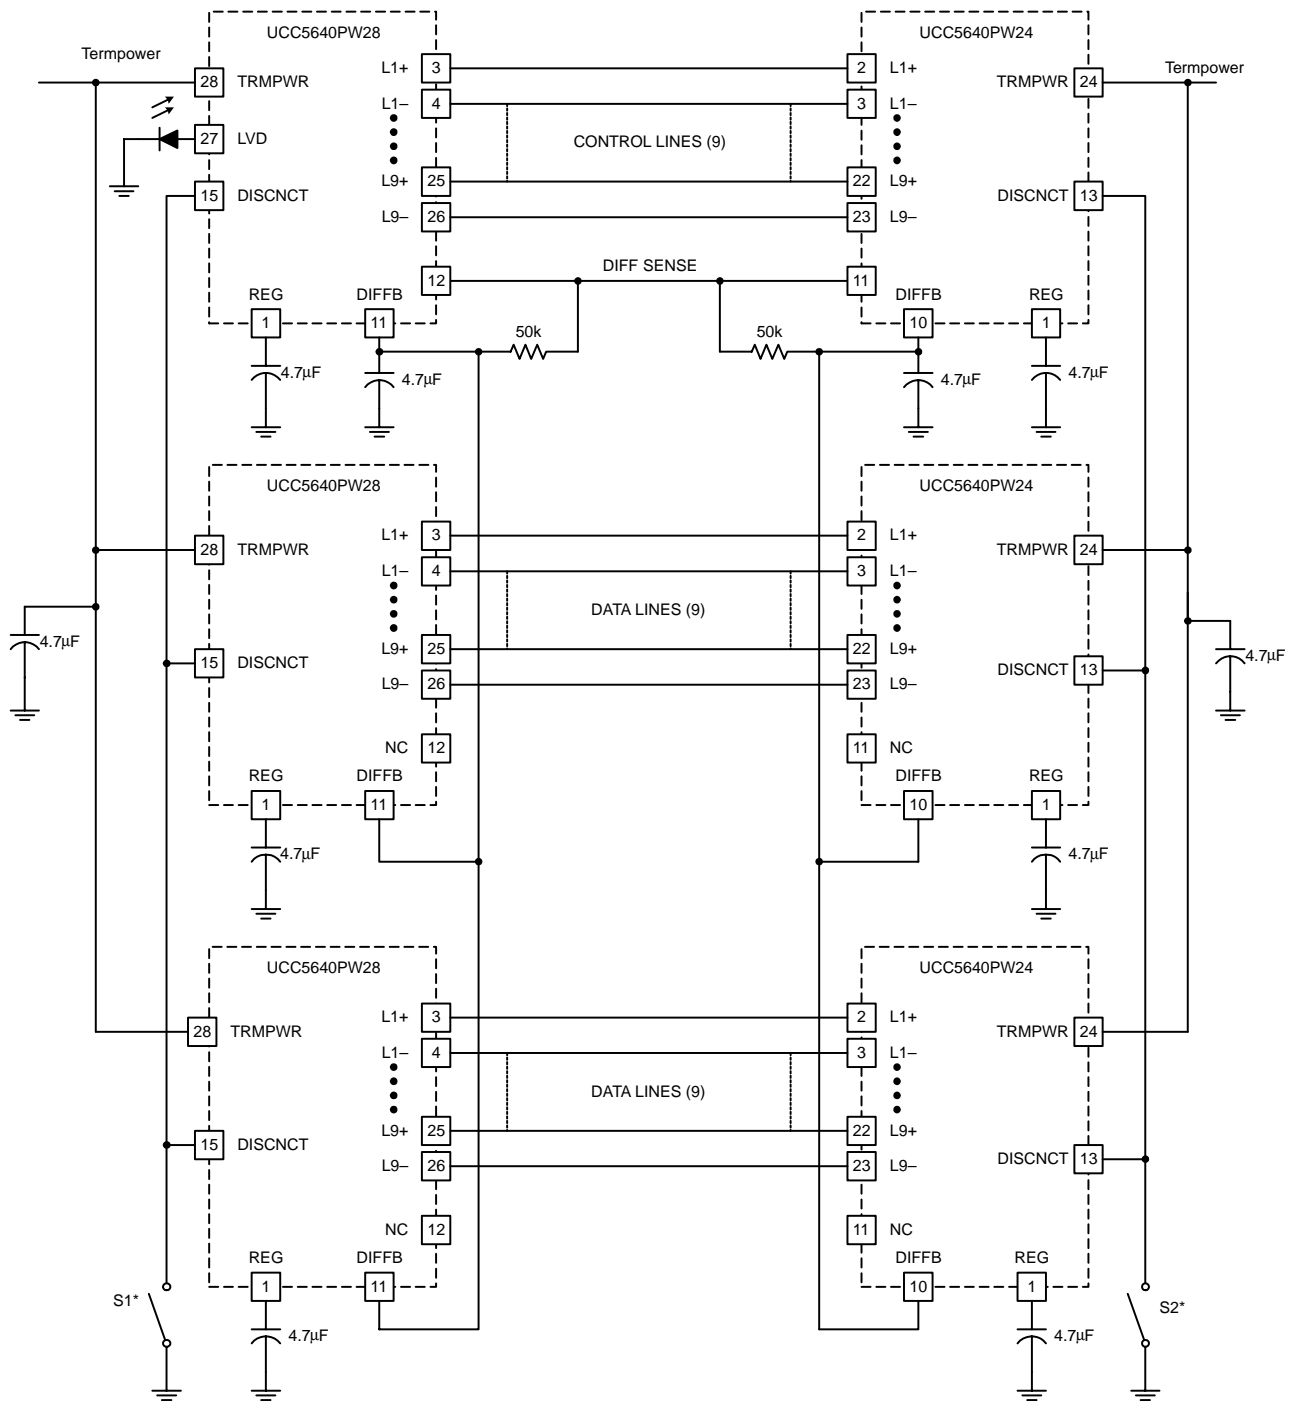 UCC5640PW28 UCC5640PW24
Termpower L1+ 3 2 L1+ Termpower
28 TRMPWR TRMPWR 24
L1– 4 3 L1–
27 LVD CONTROL LINES (9)
L9+ 25 22 L9+
15 DISCNCT DISCNCT 13
L9– 26 23 L9–
DIFF SENSE
12 11
REG DIFFB DIFFB REG
1 11 10 1
50k 50k
4.7µF 4.7µF 4.7µF 4.7µF
UCC5640PW28 UCC5640PW24
L1+ 3 2 L1+
28 TRMPWR TRMPWR 24
L1– 4 3 L1–
DATA LINES (9)
4.7µF L9+ 25 22 L9+ 4.7µF
15 DISCNCT DISCNCT 13
L9– 26 23 L9–
NC 12 11 NC
REG DIFFB DIFFB REG
1 11 10 1
4.7µF 4.7µF
UCC5640PW28 UCC5640PW24
L1+ 3 2 L1+
28 TRMPWR TRMPWR 24
L1– 4 3 L1–
DATA LINES (9)
L9+ 25 22 L9+
15 DISCNCT DISCNCT 13
L9– 26 23 L9–
NC 12 11 NC
REG DIFFB DIFFB REG
1 11 10 1
S1* S2*
4.7µF 4.7µF